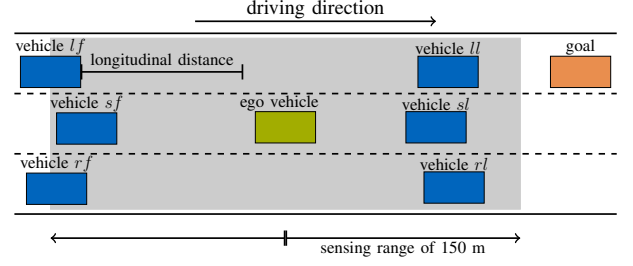 driving direction
vehicle lf
longitudinal distance
vehicle ll
goal
vehicle sf
ego vehicle
vehicle sl
vehicle rf
vehicle rl
sensing range of 150 m